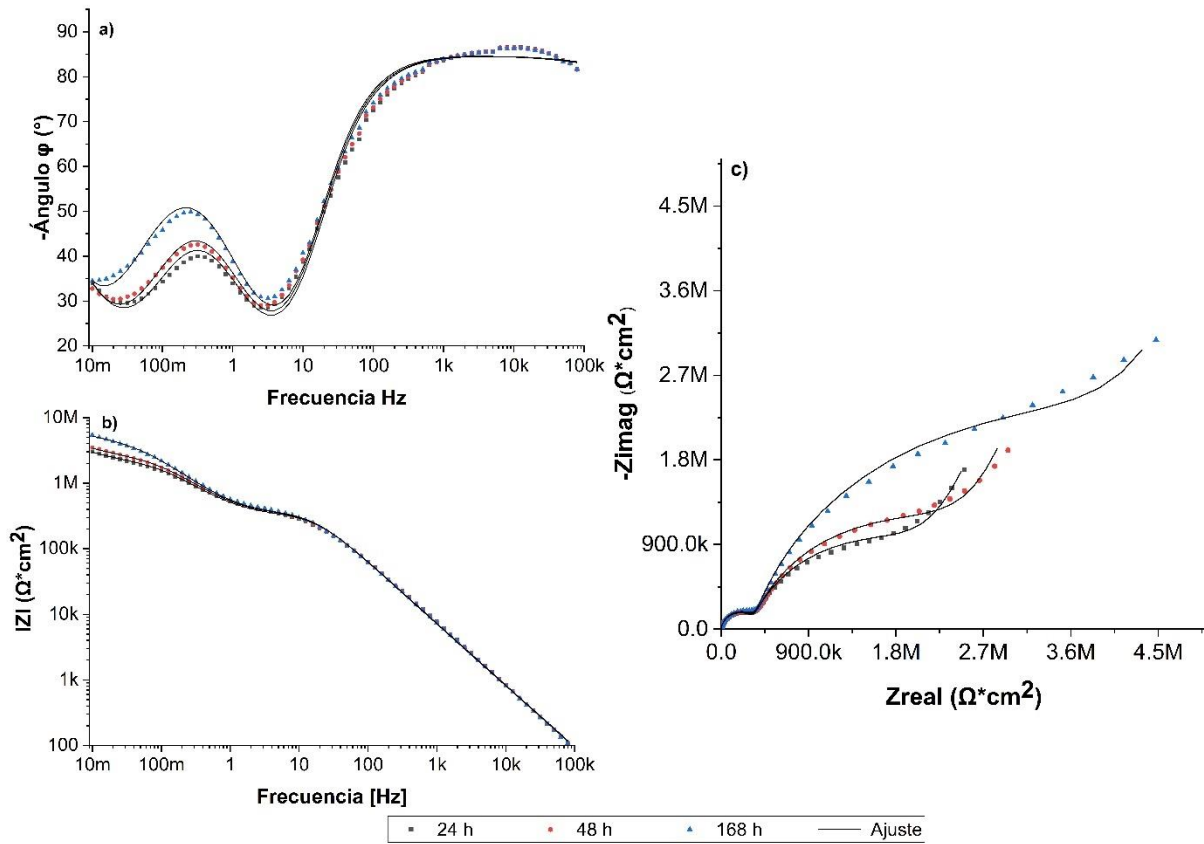 a)
90
80
70
60
50
40
30
20
-Ángulo φ (°)
10m 100m 1 10 100 1k 10k 100k
Frecuencia Hz
b)
10M
1M
100k
10k
1k
100
IZI (Ω*cm2)
10m 100m 1 10 100 1k 10k 100k
Frecuencia [Hz]
c)
4.5M
3.6M
2.7M
1.8M
900.0k
0.0
-Zimag (Ω*cm2)
0.0 900.0k 1.8M 2.7M 3.6M 4.5M
Zreal (Ω*cm2)
24 h 48 h 168 h Ajuste